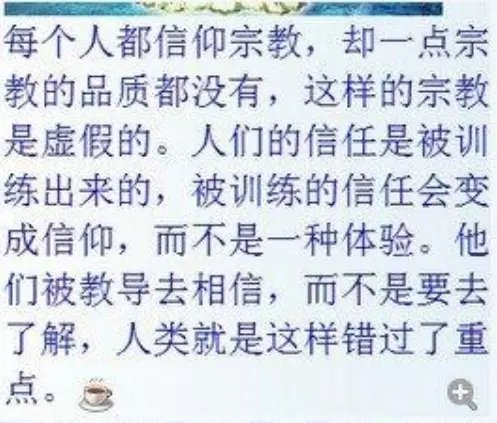 每个人都信仰宗教，却一点宗
教的品质都没有，这样的宗教
是虚假的。人们的信任是被训
练出来的，被训练的信任会变
成信仰，而不是一种体验。他
们被教导去相信，而不是要去
了解，人类就是这样错过了重
点。